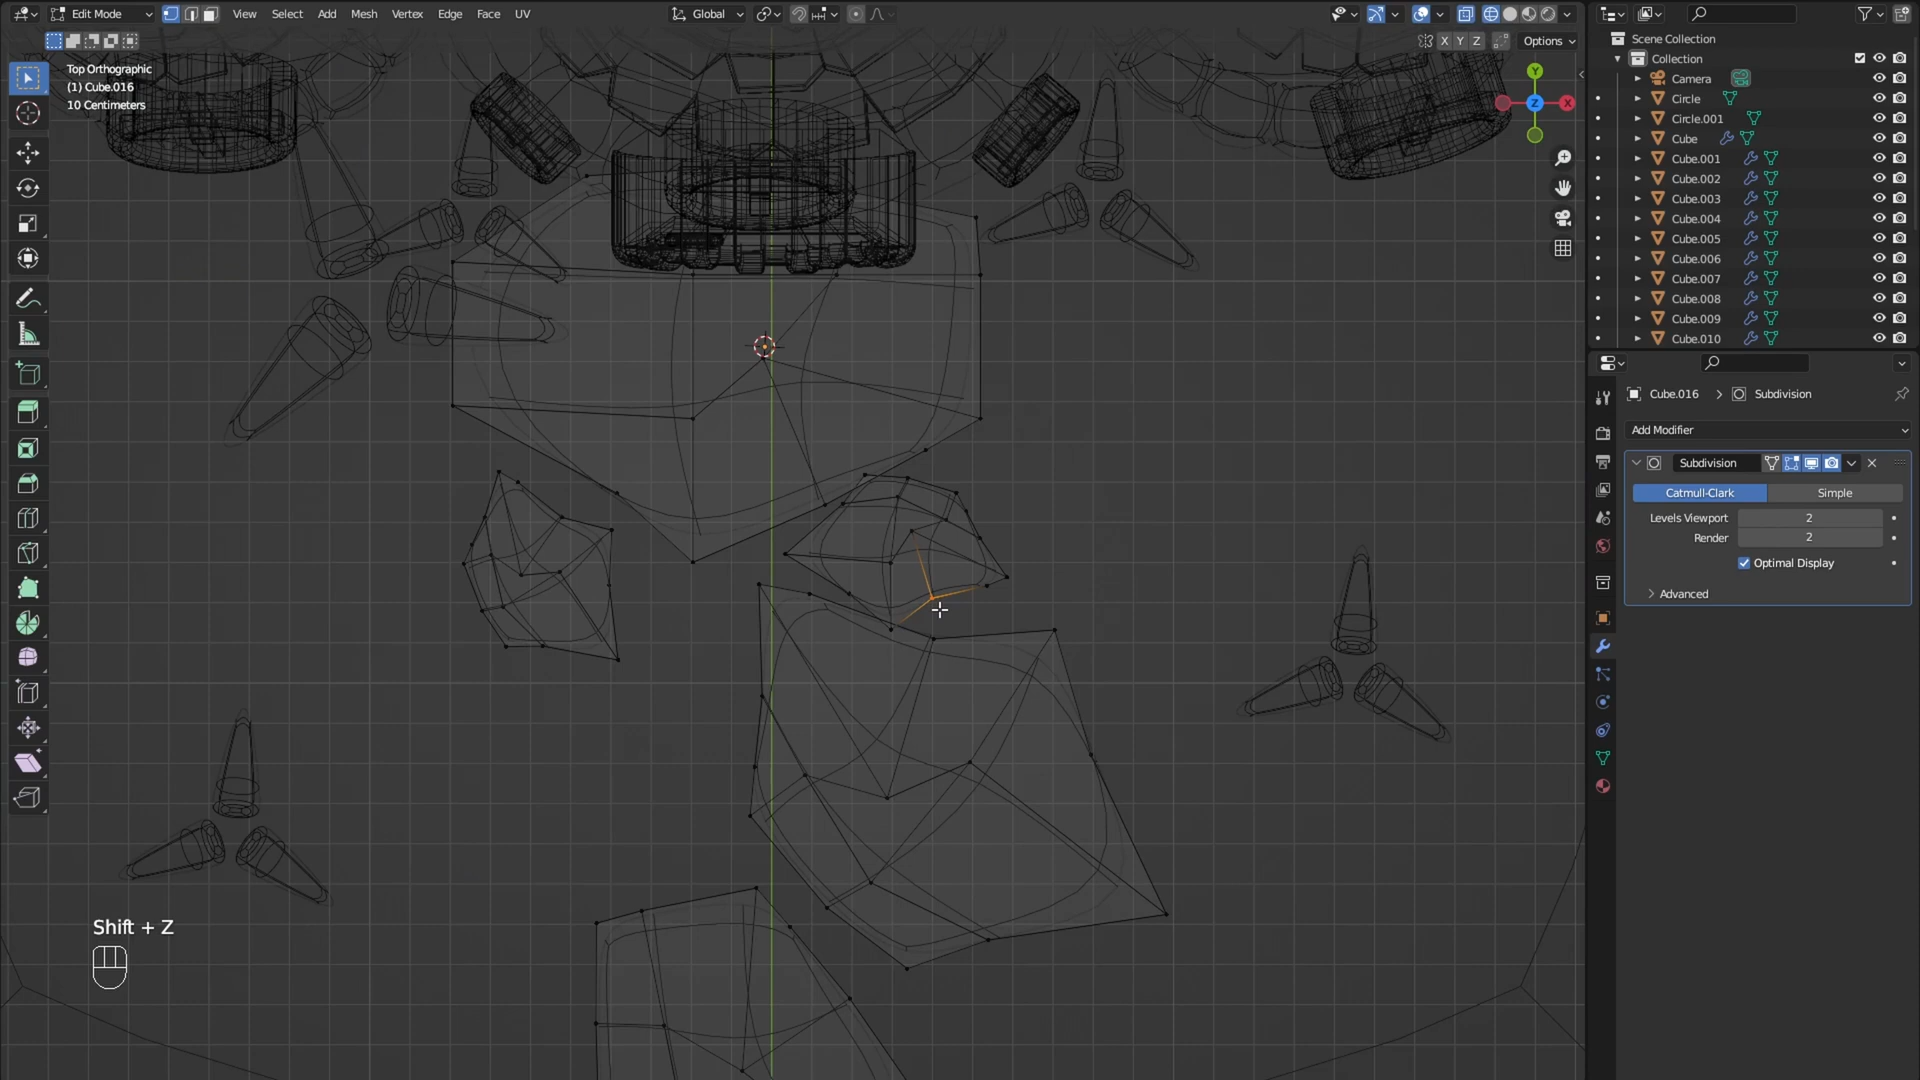 Edit Mode
View Select Add Mesh Vertex Edge Face UV
Global
X Y Z Options
Top Orthographic
(1) Cube.016
10 Centimeters
Y
Z
X
Scene Collection
Collection
Camera
Circle
Circle.001
Cube
Cube.001
Cube.002
Cube.003
Cube.004
Cube.005
Cube.006
Cube.007
Cube.008
Cube.009
Cube.010
Cube.016 > Subdivision
Add Modifier
Subdivision
Catmull-Clark Simple
Levels Viewport 2
Render 2
Optimal Display
Advanced
Shift + Z